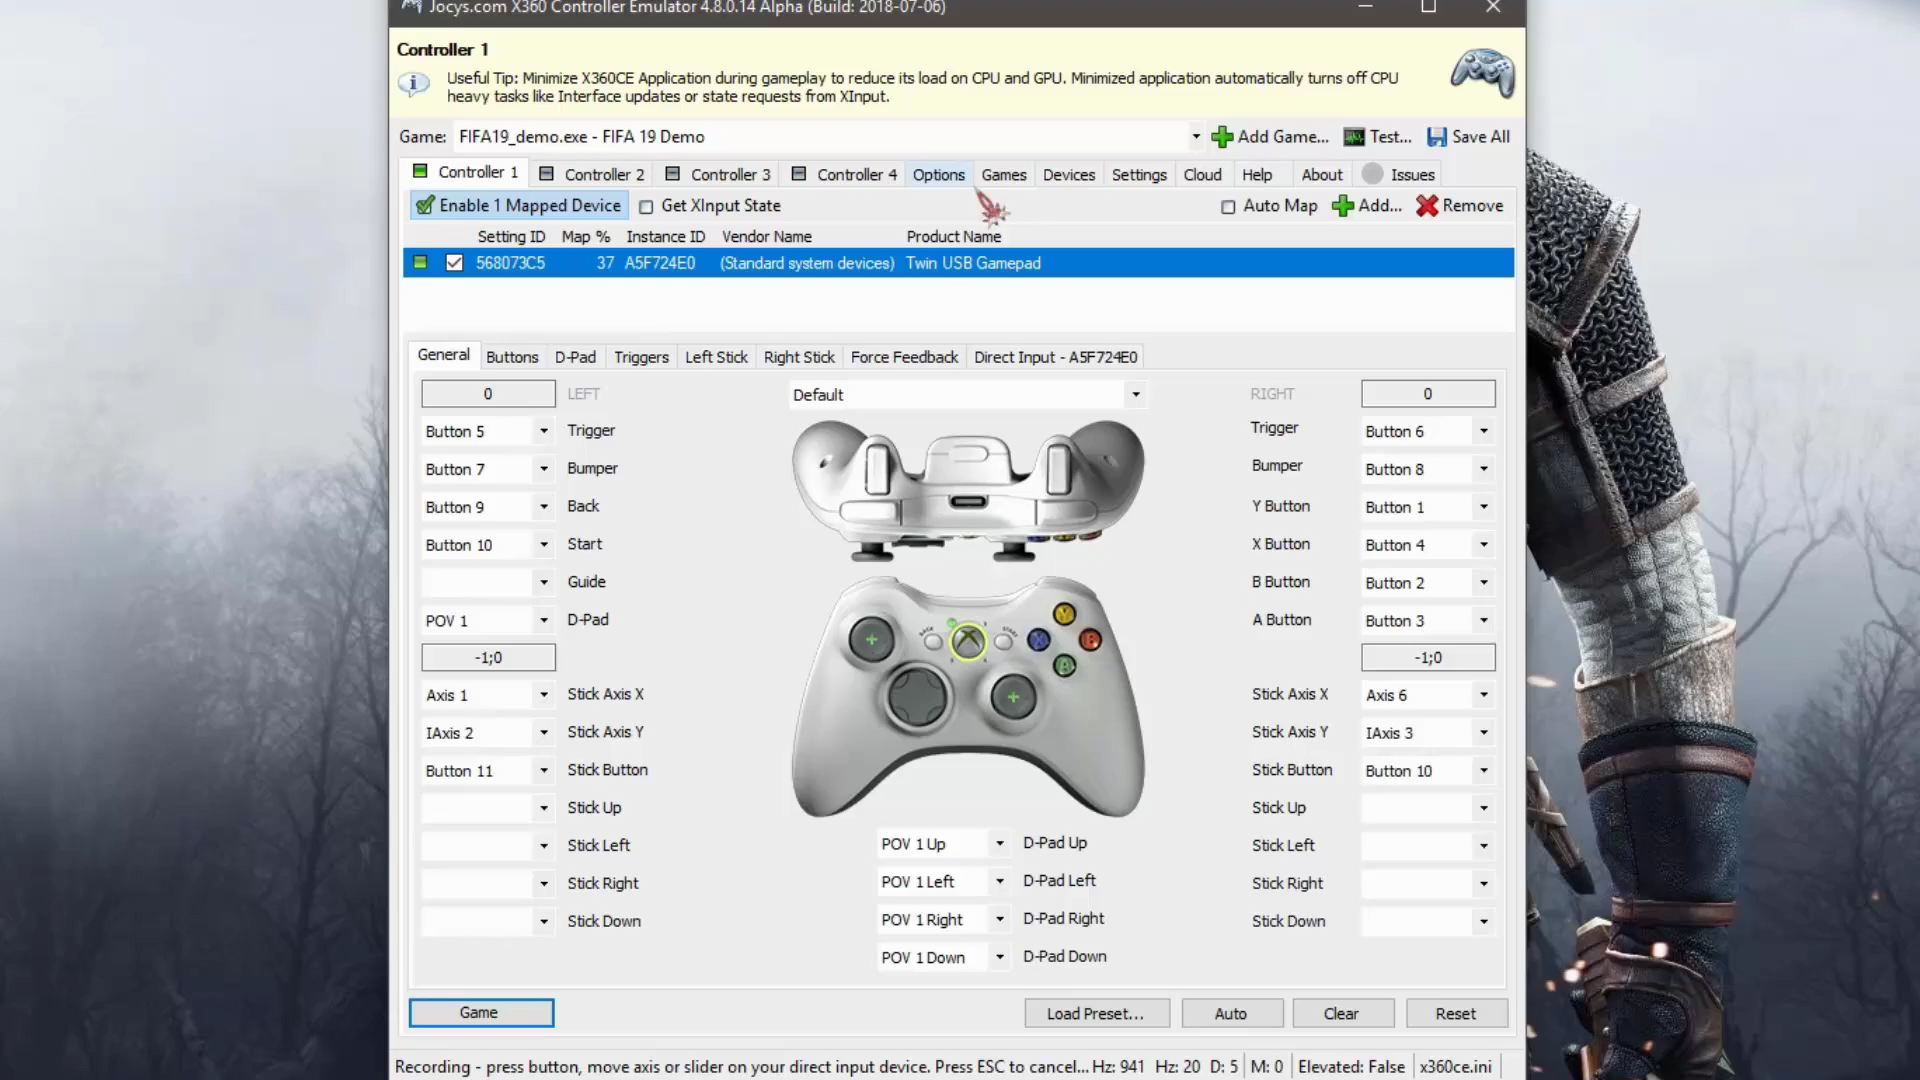 Jocys.com X360 Controller Emulator 4.8.0.14 Alpha (Build: 2018-07-06)
Controller 1
Useful Tip: Minimize X360CE Application during gameplay to reduce its load on CPU and GPU. Minimized application automatically turns off CPU
heavy tasks like Interface updates or state requests from XInput.
Game: FIFA19_demo.exe - FIFA 19 Demo Add Game... Test... Save All
Controller 1 Controller 2 Controller 3 Controller 4 Options Games Devices Settings Cloud Help About Issues
Enable 1 Mapped Device Get XInput State Auto Map Add... Remove
Setting ID Map % Instance ID Vendor Name Product Name
568073C5 37 A5F724E0 (Standard system devices) Twin USB Gamepad
General Buttons D-Pad Triggers Left Stick Right Stick Force Feedback Direct Input - A5F724E0
0 LEFT Default RIGHT 0
Button 5 Trigger Trigger Button 6
Button 7 Bumper Bumper Button 8
Button 9 Back Y Button Button 1
Button 10 Start X Button Button 4
Guide B Button Button 2
POV 1 D-Pad A Button Button 3
BACK START
Y
X B
A
-1;0 -1;0
Axis 1 Stick Axis X Stick Axis X Axis 6
IAxis 2 Stick Axis Y Stick Axis Y IAxis 3
Button 11 Stick Button Stick Button Button 10
Stick Up Stick Up
Stick Left POV 1 Up D-Pad Up Stick Left
Stick Right POV 1 Left D-Pad Left Stick Right
Stick Down POV 1 Right D-Pad Right Stick Down
POV 1 Down D-Pad Down
Game Load Preset... Auto Clear Reset
Recording - press button, move axis or slider on your direct input device. Press ESC to cancel... Hz: 941 Hz: 20 D: 5 M: 0 Elevated: False x360ce.ini